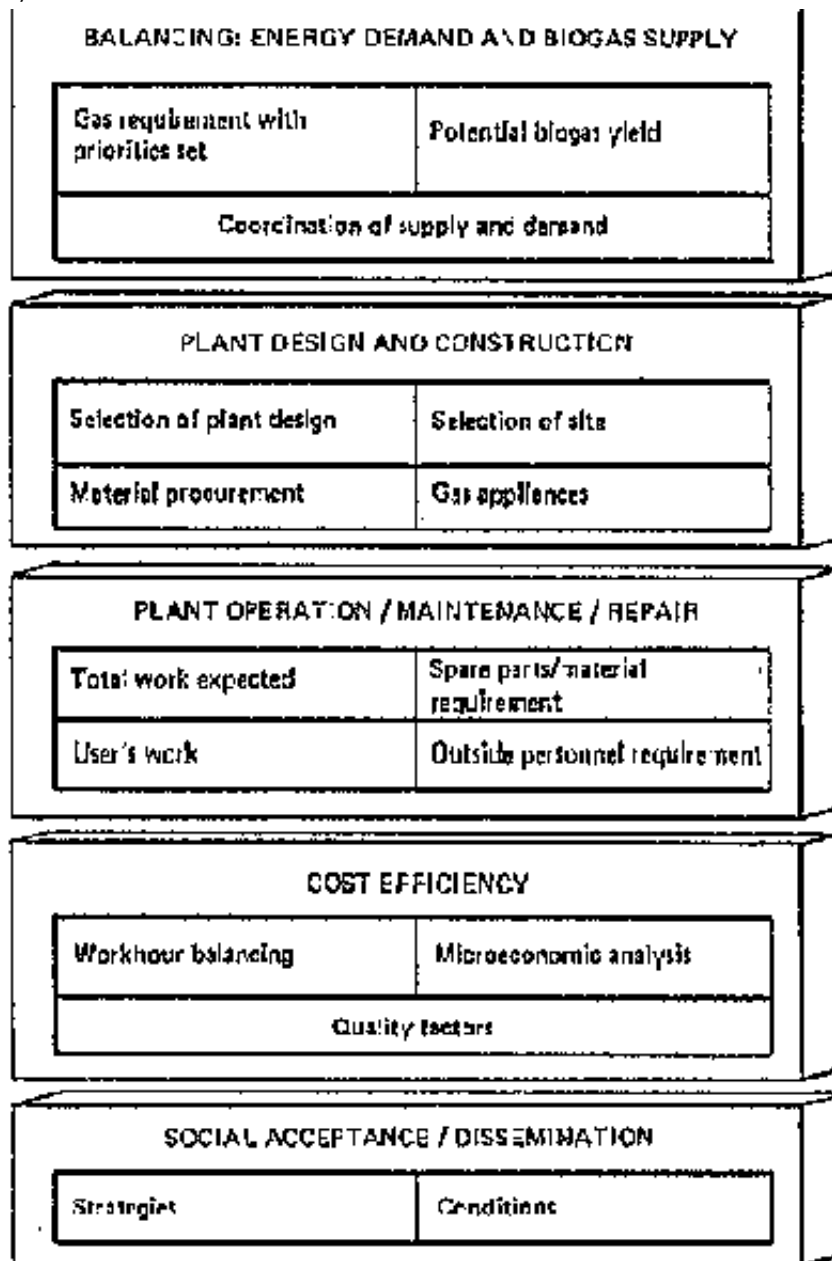 BALANCING: ENERGY DEMAND AND BIOGAS SUPPLY
Gas requirement with
priorities set
Potential biogas yield
Coordination of supply and demand
PLANT DESIGN AND CONSTRUCTION
Selection of plant design
Selection of site
Material procurement
Gas appliances
PLANT OPERATION / MAINTENANCE / REPAIR
Total work expected
Spare parts/material
requirement
User's work
Outside personnel requirement
COST EFFICIENCY
Workhour balancing
Microeconomic analysis
Quality factors
SOCIAL ACCEPTANCE / DISSEMINATION
Strategies
Conditions